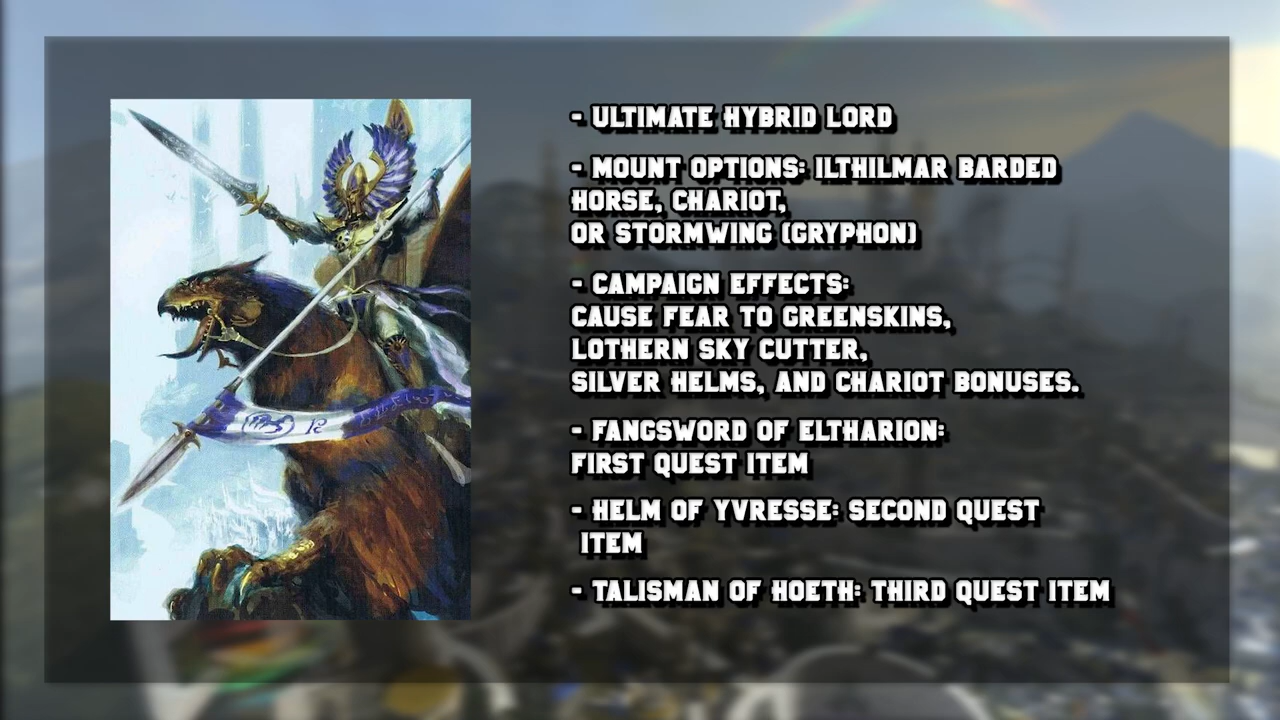 - ULTIMATE HYBRID LORD
- MOUNT OPTIONS: ILTHILMAR BARDED
HORSE, CHARIOT,
OR STORMWING (GRYPHON)
- CAMPAIGN EFFECTS:
CAUSE FEAR TO GREENSKINS,
LOTHERN SKY CUTTER,
SILVER HELMS, AND CHARIOT BONUSES.
- FANGSWORD OF ELTHARION:
FIRST QUEST ITEM
- HELM OF YVRESSE: SECOND QUEST
ITEM
- TALISMAN OF HOETH: THIRD QUEST ITEM